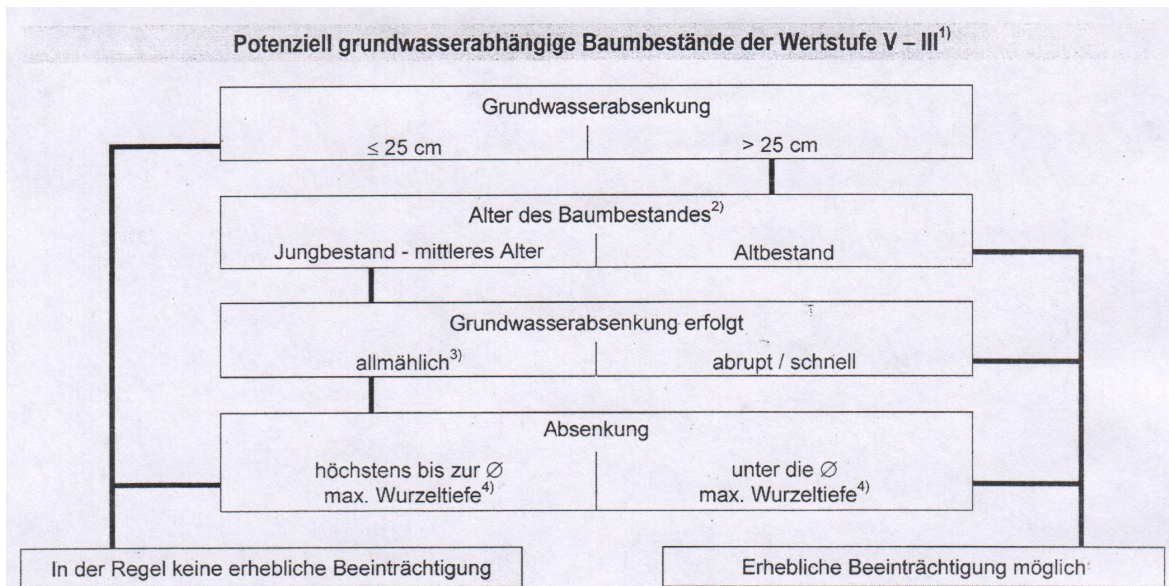 Potenziell grundwasserabhängige Baumbestände der Wertstufe V – III¹⁾
Grundwasserabsenkung
≤ 25 cm
> 25 cm
Alter des Baumbestandes²⁾
Jungbestand - mittleres Alter
Altbestand
Grundwasserabsenkung erfolgt
allmählich³⁾
abrupt / schnell
Absenkung
höchstens bis zur ∅
max. Wurzeltiefe⁴⁾
unter die ∅
max. Wurzeltiefe⁴⁾
In der Regel keine erhebliche Beeinträchtigung
Erhebliche Beeinträchtigung möglich